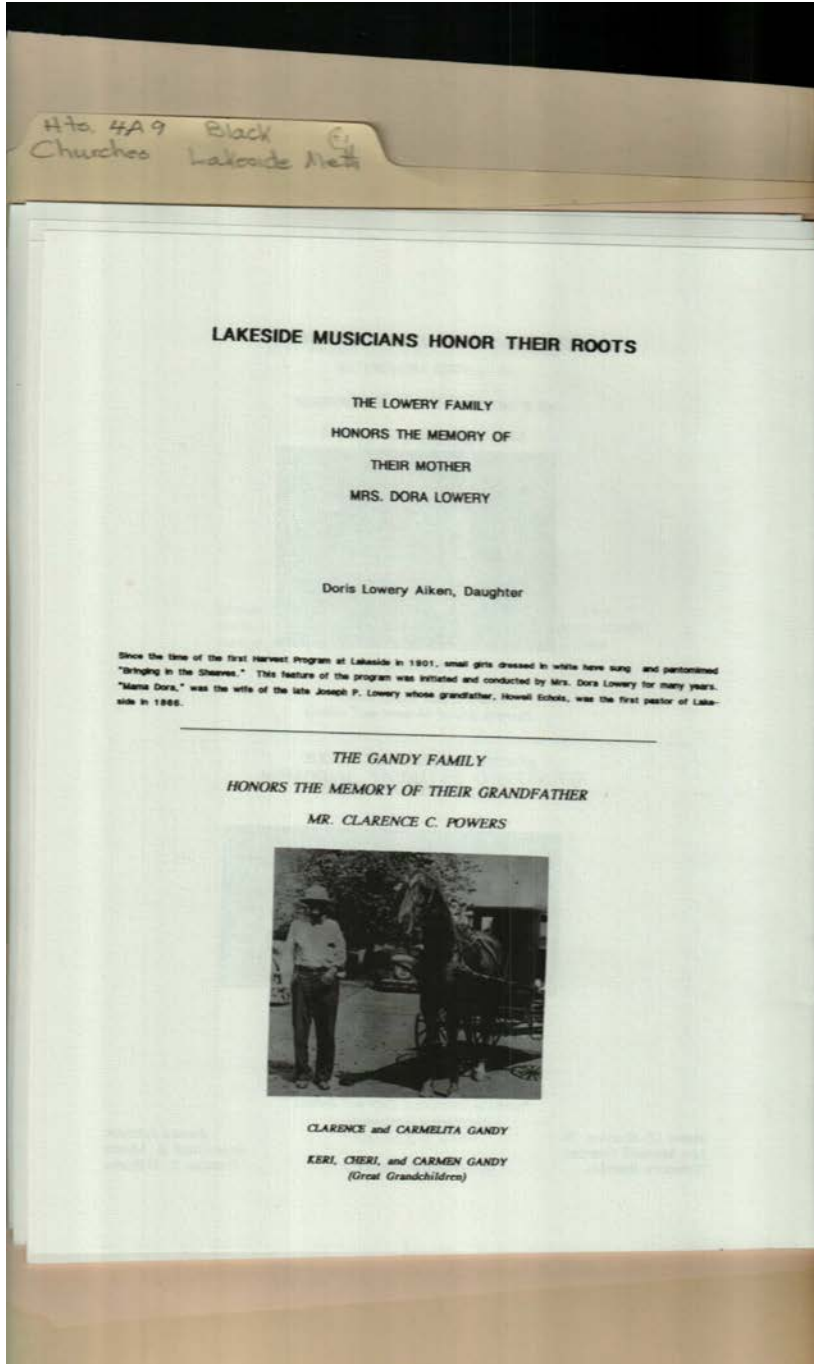 Hto. 4A9 Black
Churches Lakeside Meth
LAKESIDE MUSICIANS HONOR THEIR ROOTS
THE LOWERY FAMILY
HONORS THE MEMORY OF
THEIR MOTHER
MRS. DORA LOWERY
Doris Lowery Aiken, Daughter
Since the time of the first Harvest Program at Lakeside in 1901, small girls dressed in white have sung and pantomimed
"Bringing in the Sheaves." This feature of the program was initiated and conducted by Mrs. Dora Lowery for many years.
"Mama Dora," was the wife of the late Joseph P. Lowery whose grandfather, Howell Echols, was the first pastor of Lake-
side in 1866.
THE GANDY FAMILY
HONORS THE MEMORY OF THEIR GRANDFATHER
MR. CLARENCE C. POWERS
CLARENCE and CARMELITA GANDY
KERI, CHERI, and CARMEN GANDY
(Great Grandchildren)